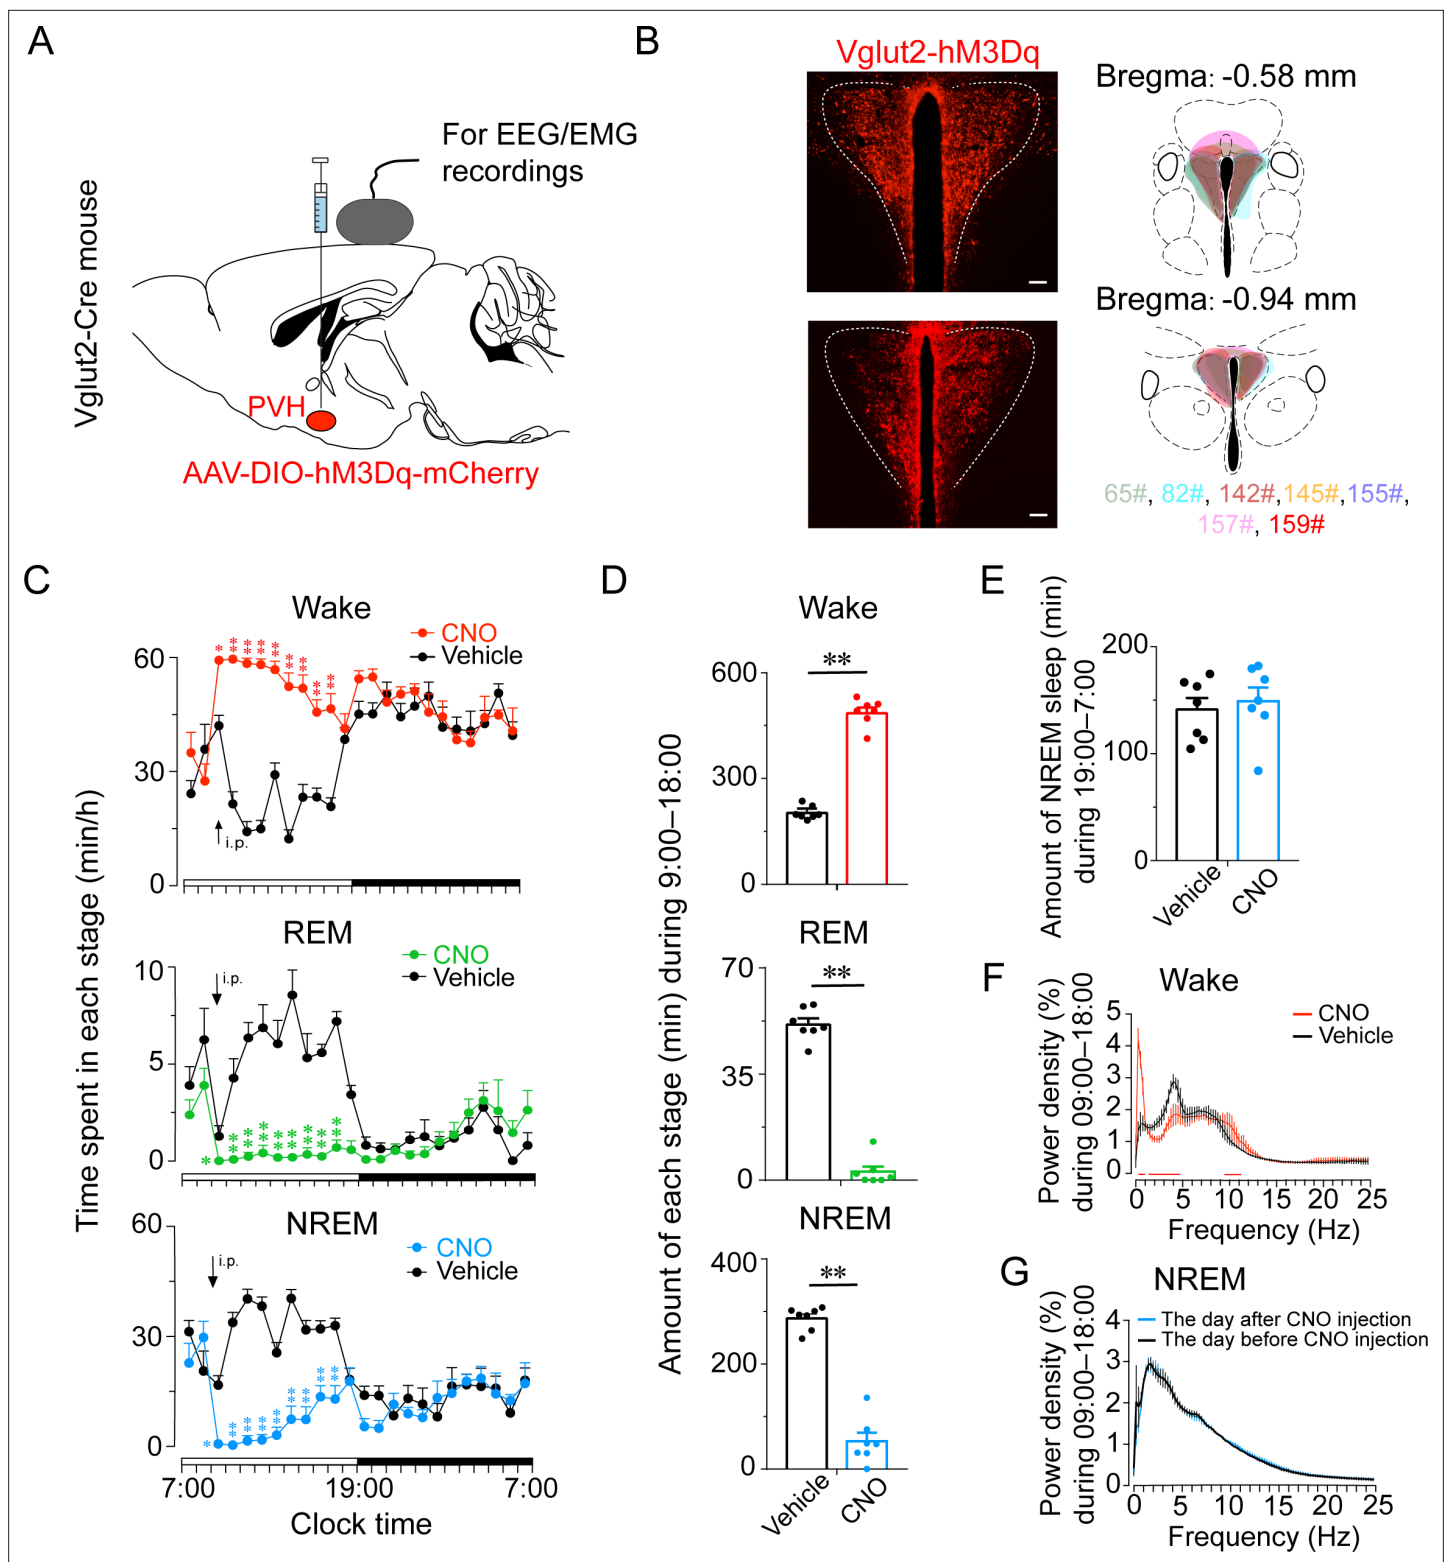 A
Vglut2-Cre mouse
For EEG/EMG
recordings
PVH
AAV-DIO-hM3Dq-mCherry
B
Vglut2-hM3Dq
Bregma: -0.58 mm
Bregma: -0.94 mm
65#, 82#, 142#,145#,155#,
157#, 159#
C
Time spent in each stage (min/h)
Wake
CNO
Vehicle
60
30
0
* ** ** ** ** ** ** ** **
i.p.
REM
CNO
Vehicle
10
5
0
i.p.
* ** ** ** ** ** ** ** **
NREM
CNO
Vehicle
60
30
0
i.p.
* ** ** ** ** ** ** ** **
7:00 19:00 7:00
Clock time
D
Amount of each stage (min) during 9:00–18:00
Wake
**
600
300
0
REM
**
70
35
0
NREM
**
400
200
0
Vehicle CNO
E
Amount of NREM sleep (min)
during 19:00–7:00
200
100
0
Vehicle CNO
F
Wake
Power density (%)
during 09:00–18:00
CNO
Vehicle
5
4
3
2
1
0
0 5 10 15 20 25
Frequency (Hz)
G
NREM
Power density (%)
during 09:00–18:00
The day after CNO injection
The day before CNO injection
4
3
2
1
0
0 5 10 15 20 25
Frequency (Hz)